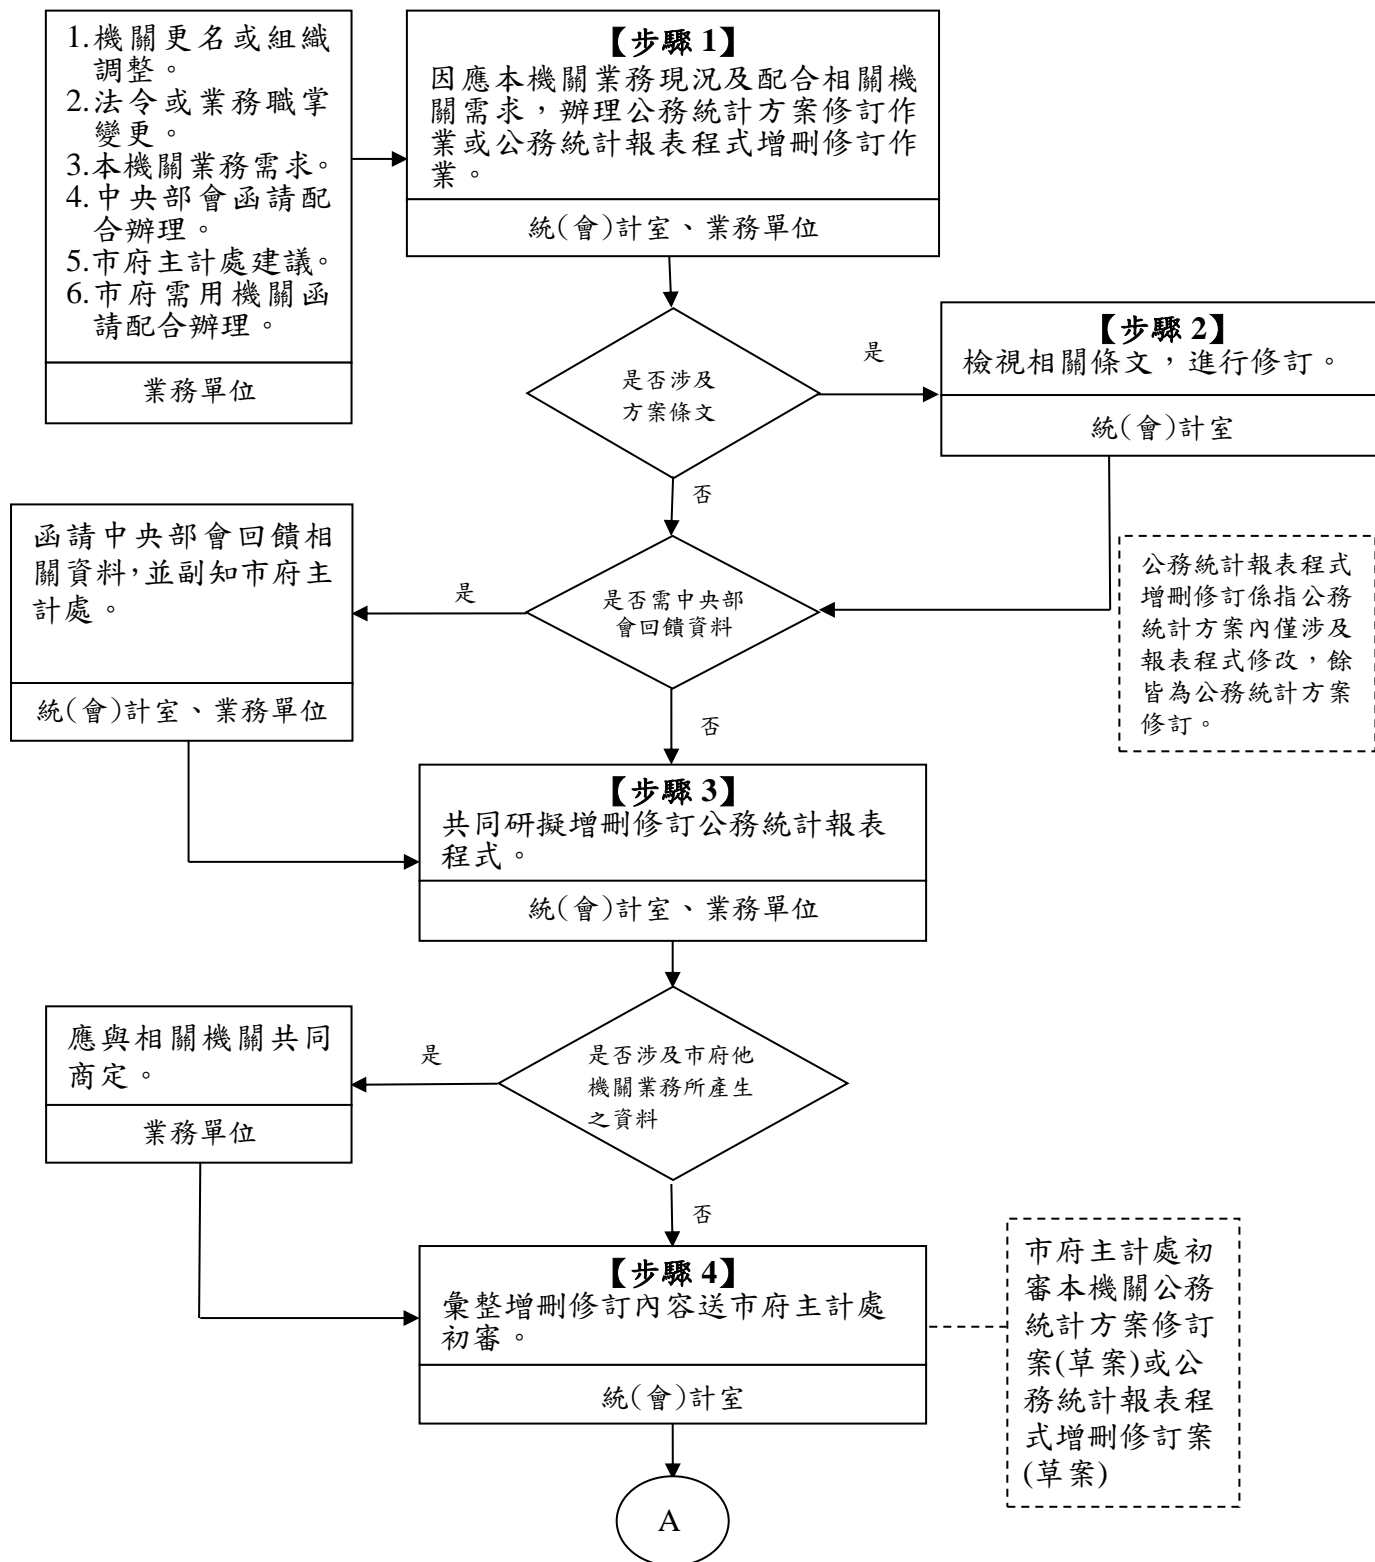 1.機關更名或組織
調整。
2.法令或業務職掌
變更。
3.本機關業務需求。
4.中央部會函請配
合辦理。
5.市府主計處建議。
6.市府需用機關函
請配合辦理。
業務單位
【步驟 1】
因應本機關業務現況及配合相關機
關需求，辦理公務統計方案修訂作
業或公務統計報表程式增刪修訂作
業。
統(會)計室、業務單位
是否涉及
方案條文
是
【步驟 2】
檢視相關條文，進行修訂。
統(會)計室
否
函請中央部會回饋相
關資料，並副知市府主
計處。
統(會)計室、業務單位
是
是否需中央部
會回饋資料
公務統計報表程式
增刪修訂係指公務
統計方案內僅涉及
報表程式修改，餘
皆為公務統計方案
修訂。
否
【步驟 3】
共同研擬增刪修訂公務統計報表
程式。
統(會)計室、業務單位
應與相關機關共同
商定。
業務單位
是
是否涉及市府他
機關業務所產生
之資料
否
【步驟 4】
彙整增刪修訂內容送市府主計處
初審。
統(會)計室
市府主計處初
審本機關公務
統計方案修訂
案(草案)或公
務統計報表程
式增刪修訂案
(草案)
A